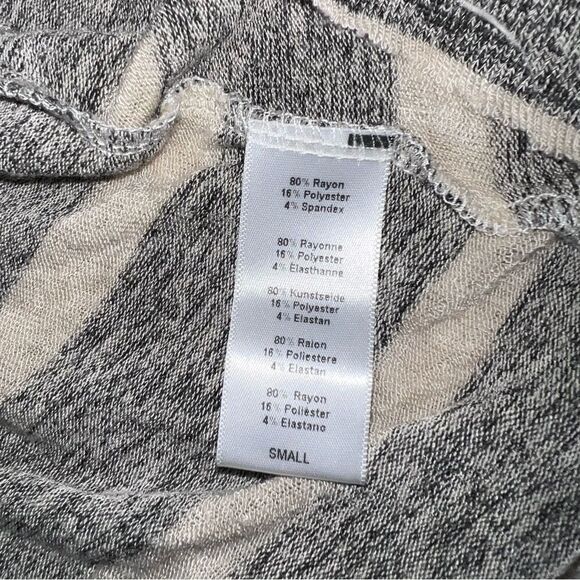 80% Rayon
16% Polyester
4% Spandex
80% Rayonne
16% Polyester
4% Elasthanne
80% Kunstseide
16% Polyester
4% Elastan
80% Raion
16% Poliestere
4% Elastan
80% Rayon
16% Poliéster
4% Elastano
SMALL